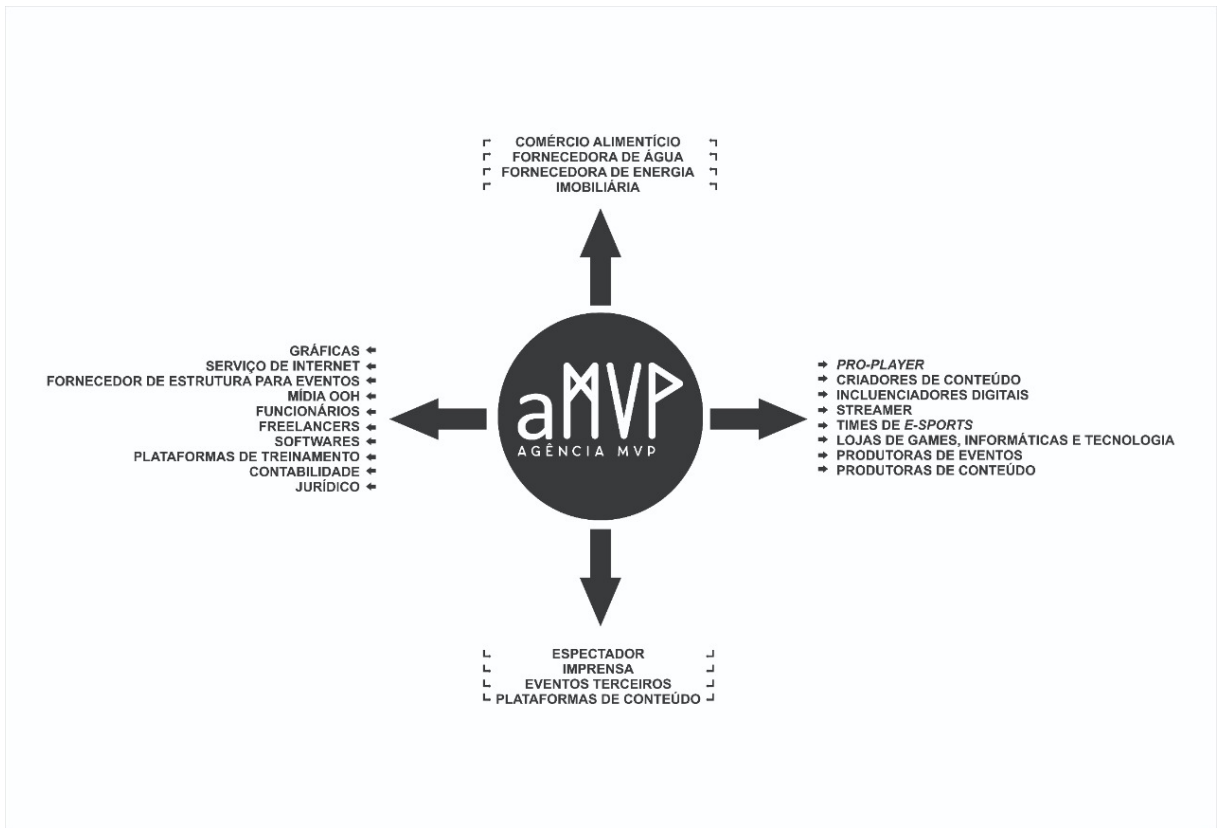 COMÉRCIO ALIMENTÍCIO
FORNECEDORA DE ÁGUA
FORNECEDORA DE ENERGIA
IMOBILIÁRIA
GRÁFICAS
SERVIÇO DE INTERNET
FORNECEDOR DE ESTRUTURA PARA EVENTOS
MÍDIA OOH
FUNCIONÁRIOS
FREELANCERS
SOFTWARES
PLATAFORMAS DE TREINAMENTO
CONTABILIDADE
JURÍDICO
aMVP
AGÊNCIA MVP
PRO-PLAYER
CRIADORES DE CONTEÚDO
INCLUENCIADORES DIGITAIS
STREAMER
TIMES DE E-SPORTS
LOJAS DE GAMES, INFORMÁTICAS E TECNOLOGIA
PRODUTORAS DE EVENTOS
PRODUTORAS DE CONTEÚDO
ESPECTADOR
IMPRENSA
EVENTOS TERCEIROS
PLATAFORMAS DE CONTEÚDO